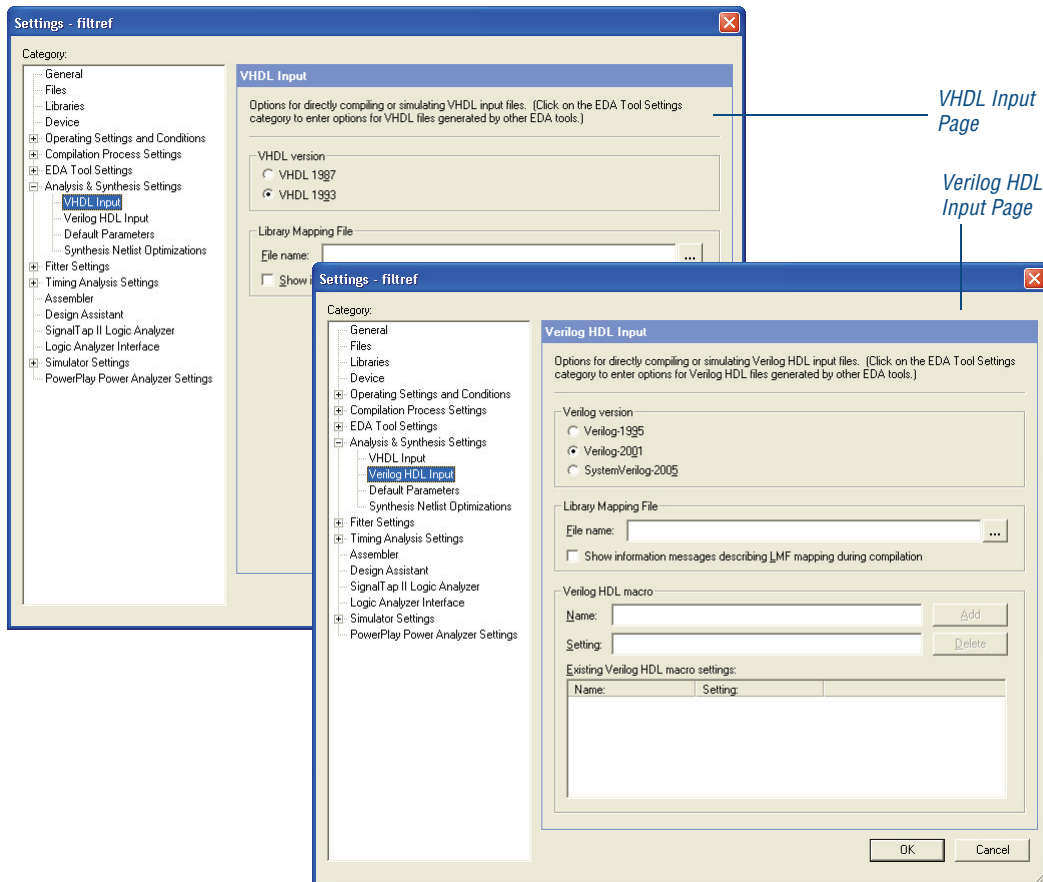 Settings - filtref
Category:
General
Files
Libraries
Device
Operating Settings and Conditions
Compilation Process Settings
EDA Tool Settings
Analysis & Synthesis Settings
VHDL Input
Verilog HDL Input
Default Parameters
Synthesis Netlist Optimizations
Fitter Settings
Timing Analysis Settings
Assembler
Design Assistant
SignalTap II Logic Analyzer
Logic Analyzer Interface
Simulator Settings
PowerPlay Power Analyzer Settings
VHDL Input
Options for directly compiling or simulating VHDL input files. (Click on the EDA Tool Settings
category to enter options for VHDL files generated by other EDA tools.)
VHDL version
VHDL 1987
VHDL 1993
Library Mapping File
File name:
...
Show i
VHDL Input
Page
Verilog HDL
Input Page
Settings - filtref
Category:
General
Files
Libraries
Device
Operating Settings and Conditions
Compilation Process Settings
EDA Tool Settings
Analysis & Synthesis Settings
VHDL Input
Verilog HDL Input
Default Parameters
Synthesis Netlist Optimizations
Fitter Settings
Timing Analysis Settings
Assembler
Design Assistant
SignalTap II Logic Analyzer
Logic Analyzer Interface
Simulator Settings
PowerPlay Power Analyzer Settings
Verilog HDL Input
Options for directly compiling or simulating Verilog HDL input files. (Click on the EDA Tool Settings
category to enter options for Verilog HDL files generated by other EDA tools.)
Verilog version
Verilog-1995
Verilog-2001
SystemVerilog-2005
Library Mapping File
File name:
...
Show information messages describing LMF mapping during compilation
Verilog HDL macro
Name:
Add
Setting:
Delete
Existing Verilog HDL macro settings:
Name: Setting:
OK Cancel